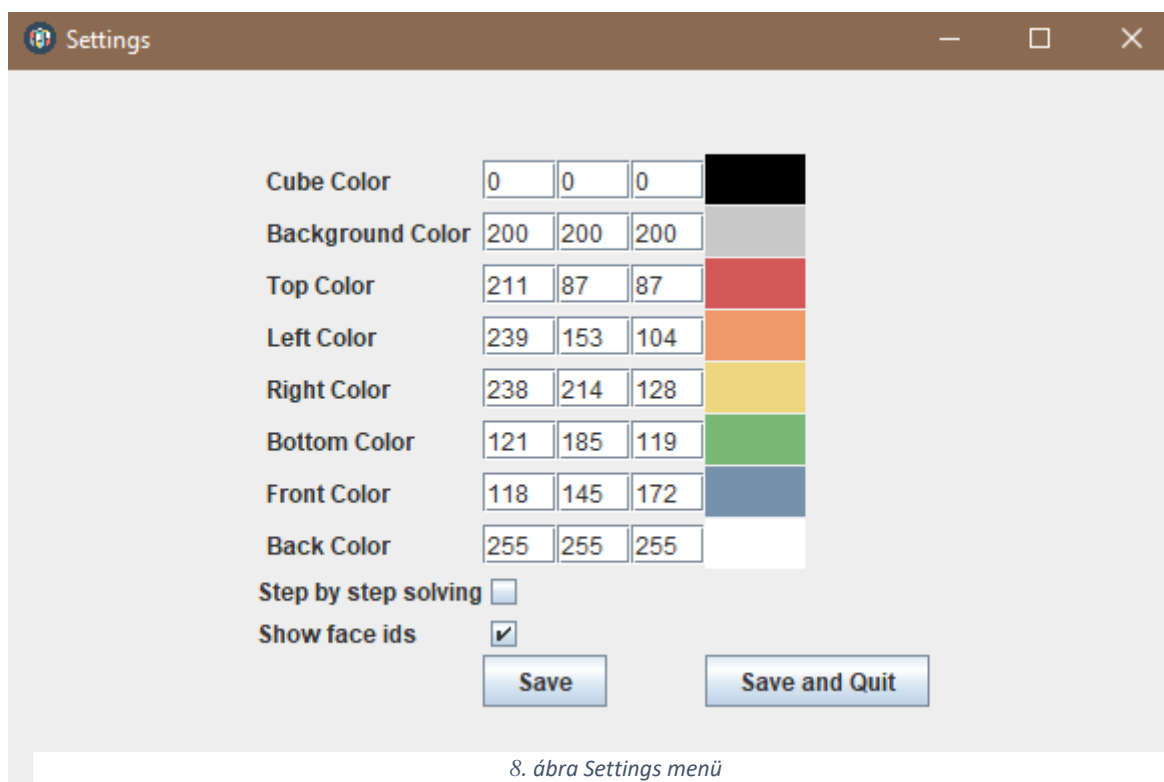 Settings
Cube Color 0 0 0
Background Color 200 200 200
Top Color 211 87 87
Left Color 239 153 104
Right Color 238 214 128
Bottom Color 121 185 119
Front Color 118 145 172
Back Color 255 255 255
Step by step solving
Show face ids
Save Save and Quit
8. ábra Settings menü